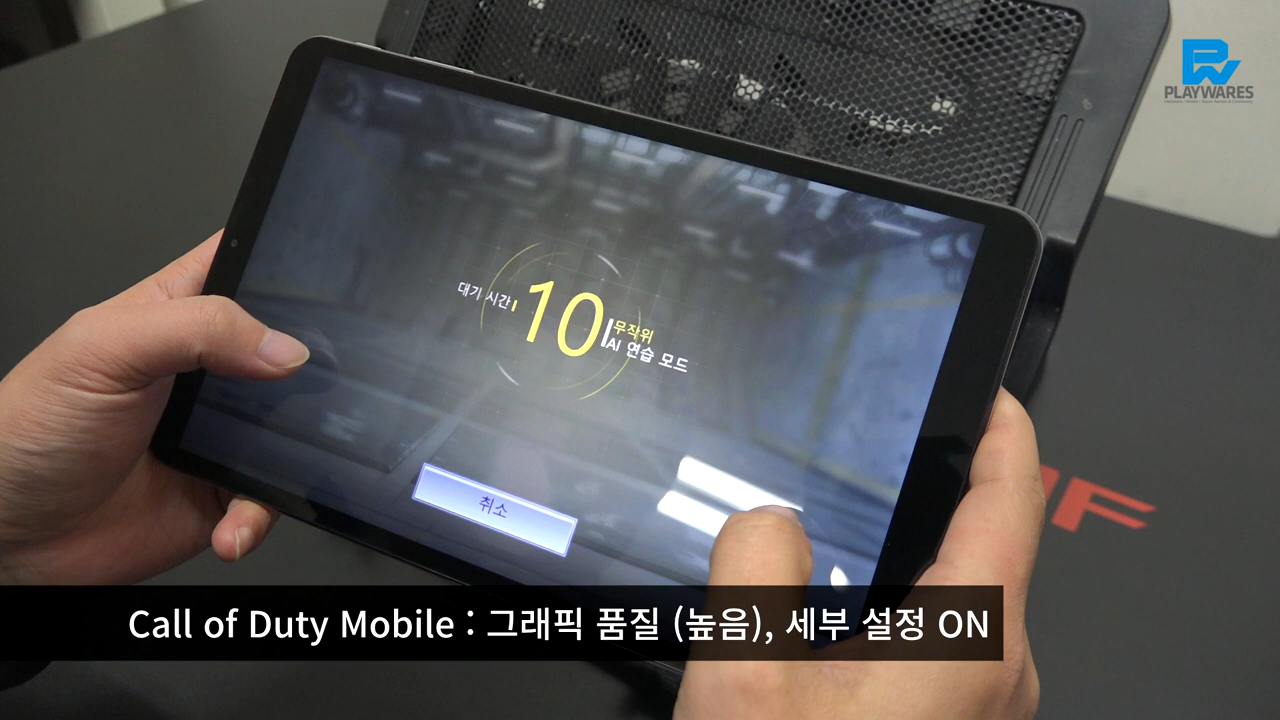 PLAYWARES
대기 시간
10
무작위
AI 연습 모드
취소
Call of Duty Mobile : 그래픽 품질 (높음), 세부 설정 ON